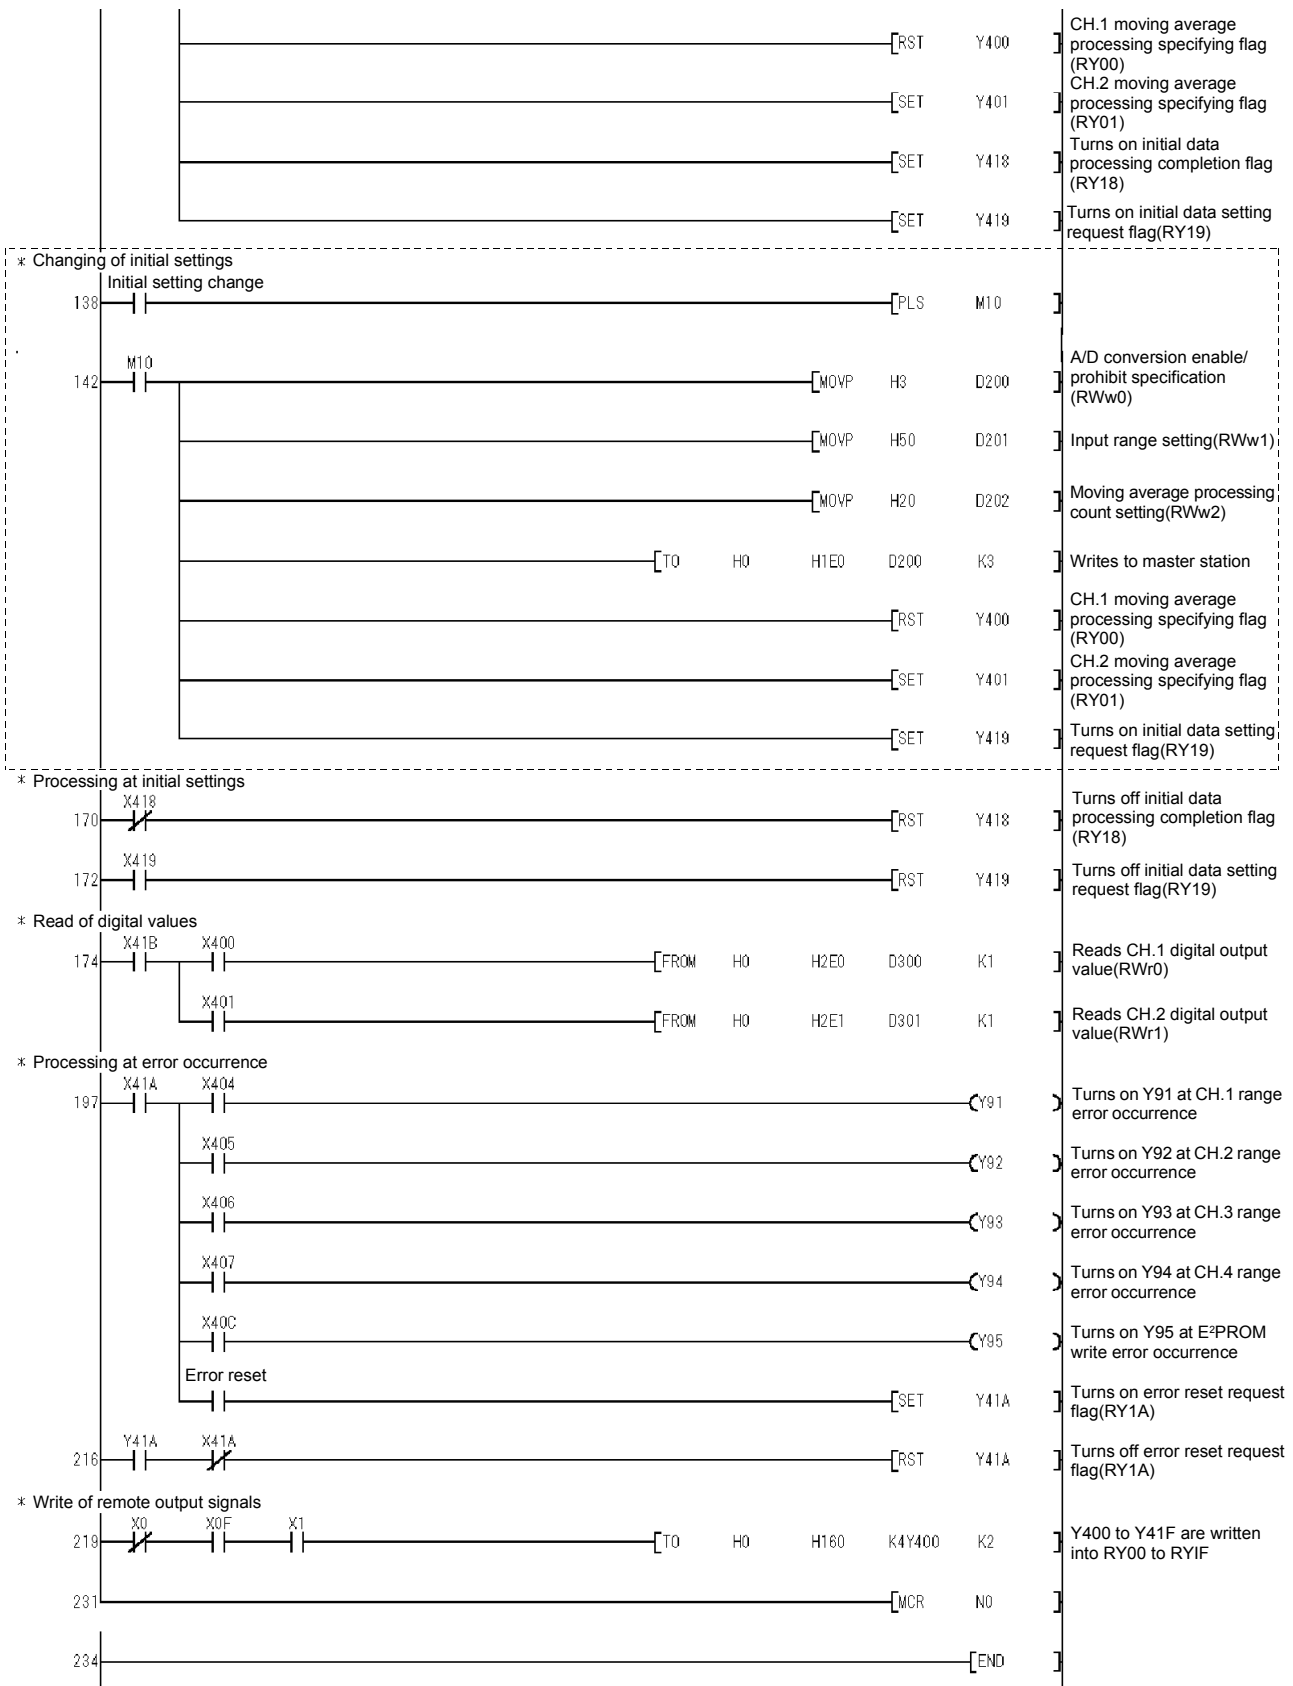 RST Y400 CH.1 moving average
processing specifying flag
(RY00)
SET Y401 CH.2 moving average
processing specifying flag
(RY01)
SET Y418 Turns on initial data
processing completion flag
(RY18)
SET Y419 Turns on initial data setting
request flag(RY19)
* Changing of initial settings
Initial setting change
138 PLS M10
M10
142 MOVP H3 D200 A/D conversion enable/
prohibit specification
(RWw0)
MOVP H50 D201 Input range setting(RWw1)
MOVP H20 D202 Moving average processing
count setting(RWw2)
TO H0 H1E0 D200 K3 Writes to master station
RST Y400 CH.1 moving average
processing specifying flag
(RY00)
SET Y401 CH.2 moving average
processing specifying flag
(RY01)
SET Y419 Turns on initial data setting
request flag(RY19)
* Processing at initial settings
X418
170 RST Y418 Turns off initial data
processing completion flag
(RY18)
X419
172 RST Y419 Turns off initial data setting
request flag(RY19)
* Read of digital values
X41B X400
174 FROM H0 H2E0 D300 K1 Reads CH.1 digital output
value(RWr0)
X401
FROM H0 H2E1 D301 K1 Reads CH.2 digital output
value(RWr1)
* Processing at error occurrence
X41A X404
197 Y91 Turns on Y91 at CH.1 range
error occurrence
X405
Y92 Turns on Y92 at CH.2 range
error occurrence
X406
Y93 Turns on Y93 at CH.3 range
error occurrence
X407
Y94 Turns on Y94 at CH.4 range
error occurrence
X40C
Y95 Turns on Y95 at E²PROM
write error occurrence
Error reset
SET Y41A Turns on error reset request
flag(RY1A)
Y41A X41A
216 RST Y41A Turns off error reset request
flag(RY1A)
* Write of remote output signals
X0 X0F X1
219 TO H0 H160 K4Y400 K2 Y400 to Y41F are written
into RY00 to RYIF
231 MCR N0
234 END